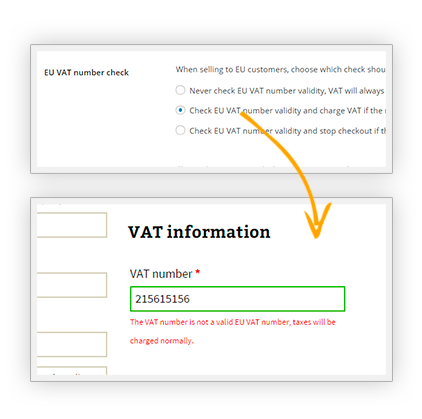 EU VAT number check
When selling to EU customers, choose which check
Never check EU VAT number validity, VAT will always
Check EU VAT number validity and charge VAT if the
Check EU VAT number validity and stop checkout if
VAT information
VAT number *
215615156
The VAT number is not a valid EU VAT number, taxes will be
charged normally.